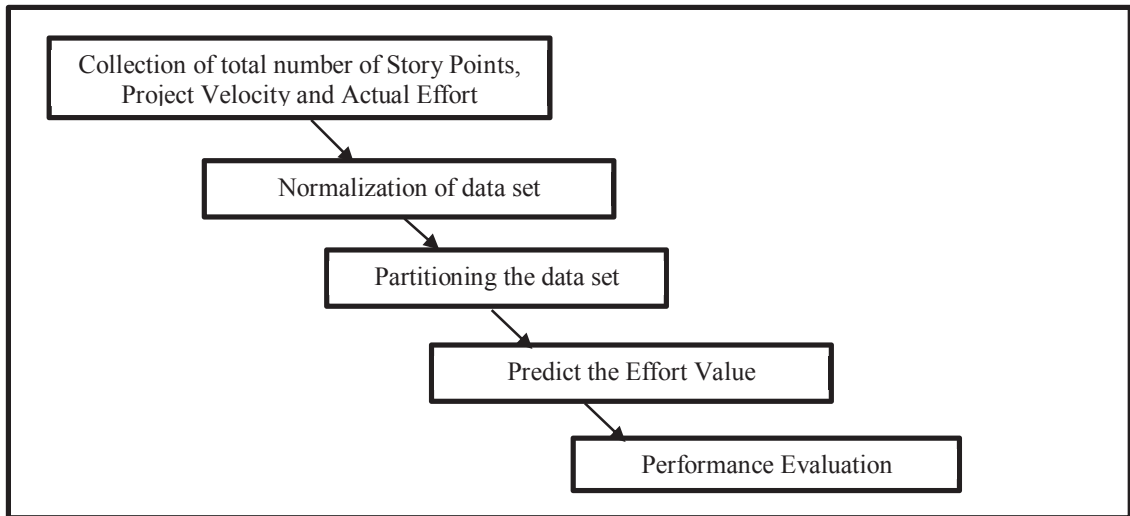 Collection of total number of Story Points,
Project Velocity and Actual Effort
Normalization of data set
Partitioning the data set
Predict the Effort Value
Performance Evaluation